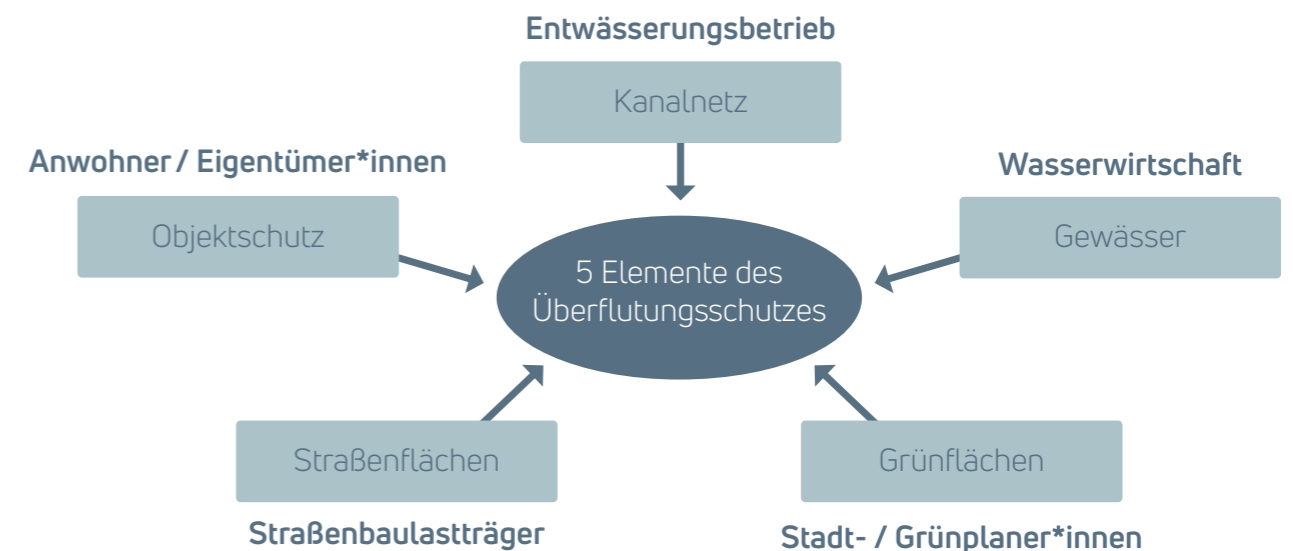 Entwässerungsbetrieb
Kanalnetz
Anwohner / Eigentümer*innen
Objektschutz
Wasserwirtschaft
Gewässer
5 Elemente des
Überflutungsschutzes
Straßenflächen
Straßenbaulastträger
Grünflächen
Stadt- / Grünplaner*innen